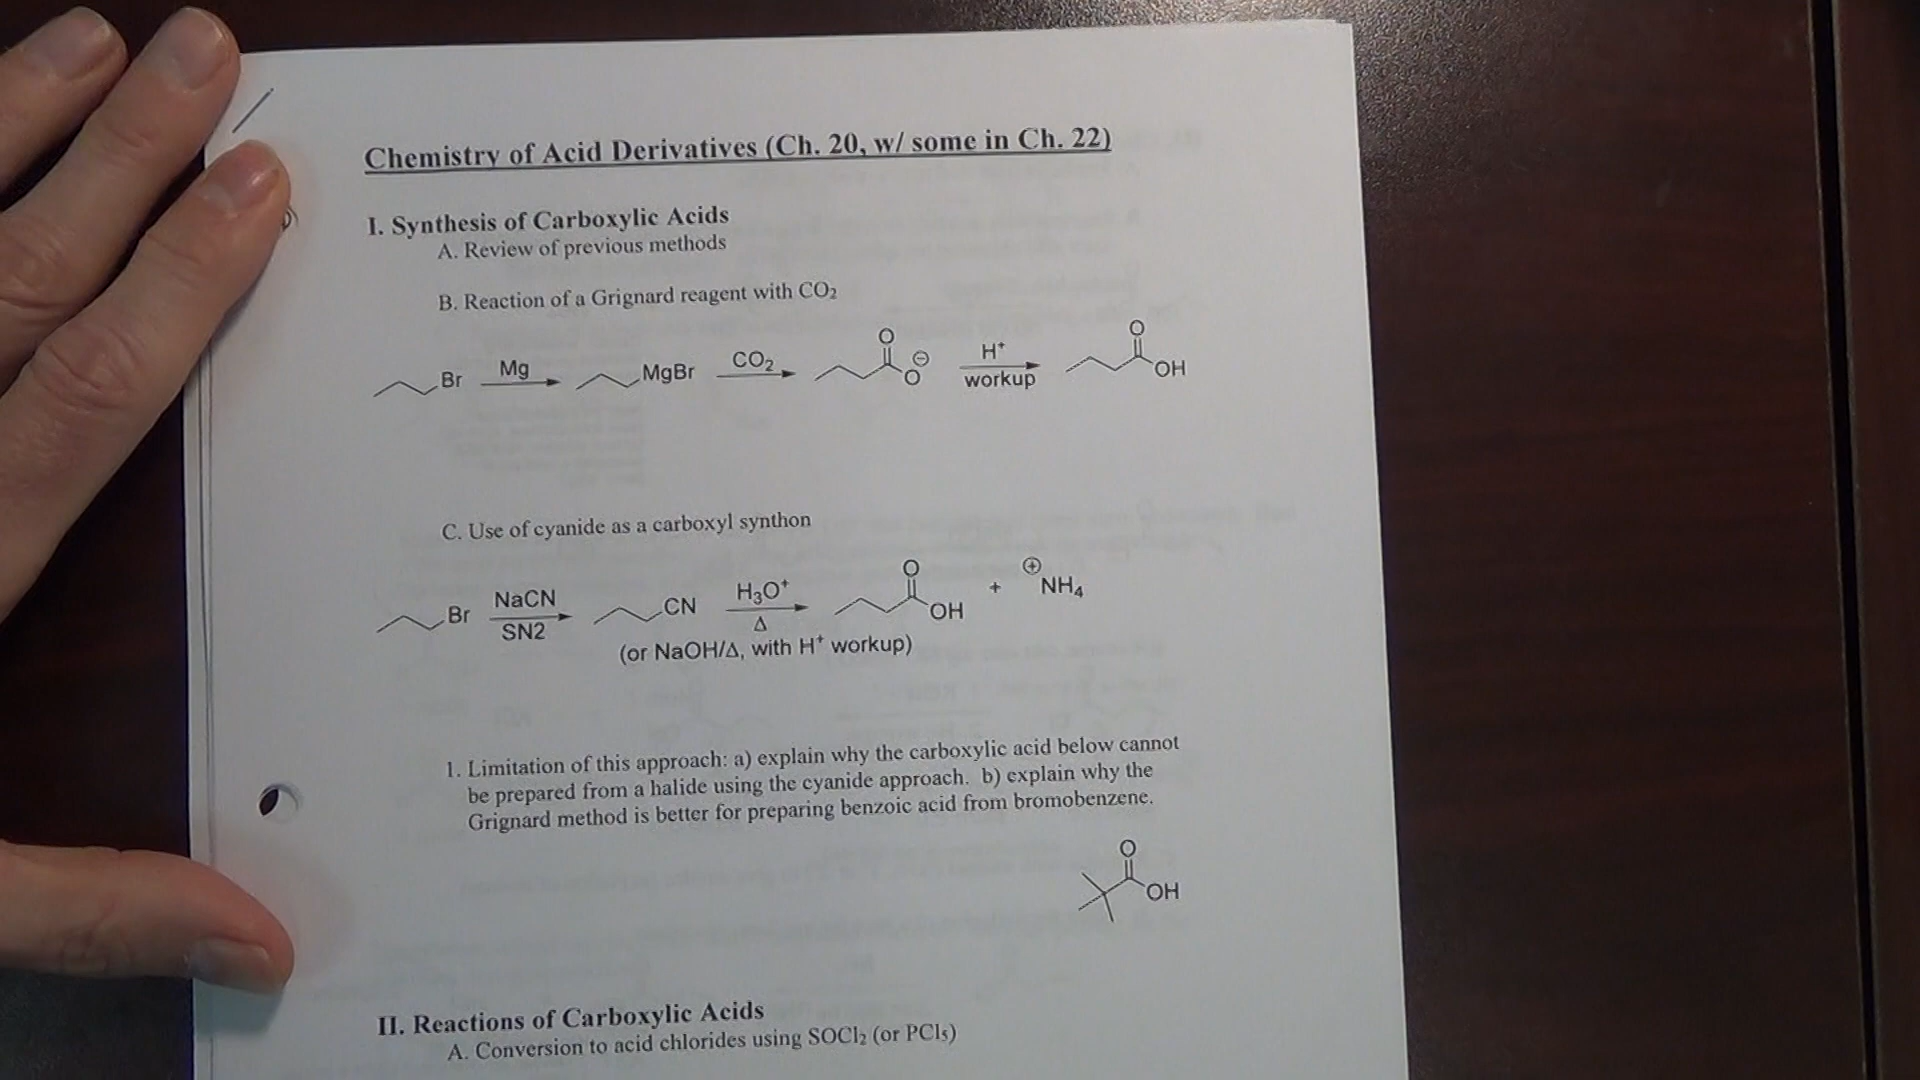 Chemistry of Acid Derivatives (Ch. 20, w/ some in Ch. 22)
I. Synthesis of Carboxylic Acids
A. Review of previous methods
B. Reaction of a Grignard reagent with CO₂
Br Mg MgBr CO₂ O O ⊖ H⁺ workup O OH
C. Use of cyanide as a carboxyl synthon
Br NaCN SN2 CN H₃O⁺ Δ O OH + ⊕ NH₄
(or NaOH/Δ, with H⁺ workup)
1. Limitation of this approach: a) explain why the carboxylic acid below cannot
be prepared from a halide using the cyanide approach. b) explain why the
Grignard method is better for preparing benzoic acid from bromobenzene.
O
OH
II. Reactions of Carboxylic Acids
A. Conversion to acid chlorides using SOCl₂ (or PCl₅)